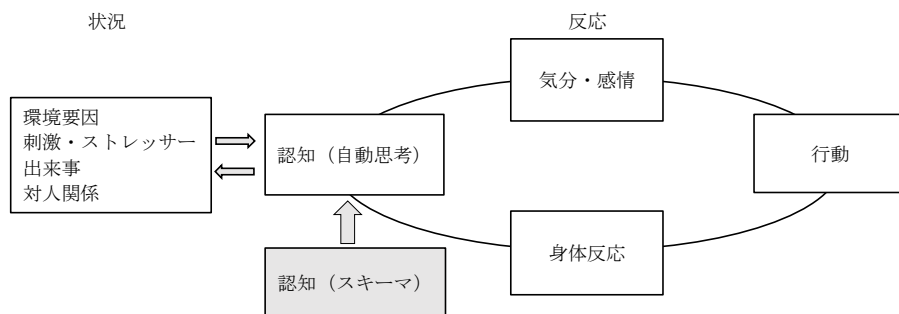 状況
反応
環境要因
刺激・ストレッサー
出来事
対人関係
認知（自動思考）
気分・感情
行動
身体反応
認知（スキーマ）